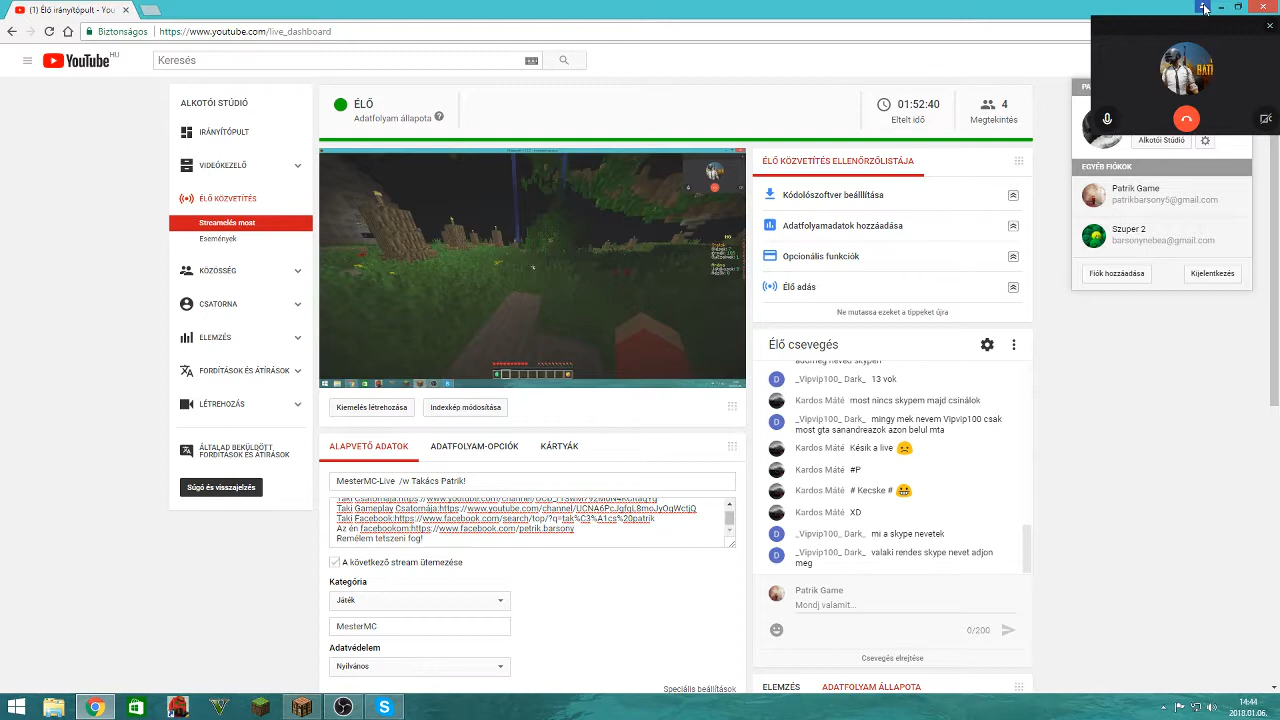 (1) Élő irányítópult - You
Biztonságos
https://www.youtube.com/live_dashboard
YouTube HU
Keresés
ALKOTÓI STÚDIÓ
IRÁNYÍTÓPULT
VIDEÓKEZELŐ
ÉLŐ KÖZVETÍTÉS
Streamelés most
Események
KÖZÖSSÉG
CSATORNA
ELEMZÉS
FORDÍTÁSOK ÉS ÁTÍRÁSOK
LÉTREHOZÁS
ÁLTALAD BEKÜLDÖTT
FORDÍTÁSOK ÉS ÁTÍRÁSOK
Súgó és visszajelzés
ÉLŐ
Adatfolyam állapota
01:52:40
Eltelt idő
4
Megtekintés
Kiemelés létrehozása
Indexkép módosítása
ALAPVETŐ ADATOK
ADATFOLYAM-OPCIÓK
KÁRTYÁK
MesterMC-Live /w Takács Patrik!
Taki Gameplay Csatornája:https://www.youtube.com/channel/UCNA6PcJqfqL8moJyOqWctjQ
Taki Facebook:https://www.facebook.com/search/top/?q=tak%C3%A1cs%20patrik
Az én facebookom:https://www.facebook.com/petrik.barsony
Remélem tetszeni fog!
A következő stream ütemezése
Kategória
Játék
MesterMC
Adatvédelem
Nyilvános
Speciális beállítások
ÉLŐ KÖZVETÍTÉS ELLENŐRZŐLISTÁJA
Kódolószoftver beállítása
Adatfolyamadatok hozzáadása
Opcionális funkciók
Élő adás
Ne mutassa ezeket a tippeket újra
Élő csevegés
adomeg neved skypen
_Vipvip100_ Dark_ 13 vok
Kardos Máté most nincs skypem majd csinálok
_Vipvip100_ Dark_ mingy mek nevem Vipvip100 csak
most gta sanandreazok azon belul mta
Kardos Máté Késik a live
Kardos Máté #P
Kardos Máté # Kecske #
Kardos Máté XD
_Vipvip100_ Dark_ mi a skype nevetek
_Vipvip100_ Dark_ valaki rendes skype nevet adjon
meg
Patrik Game
Mondj valamit...
0/200
Csevegés elrejtése
ELEMZÉS
ADATFOLYAM ÁLLAPOTA
Alkotói Stúdió
EGYÉB FIÓKOK
Patrik Game
patrikbarsony5@gmail.com
Szuper 2
barsonynebea@gmail.com
Fiók hozzáadása
Kijelentkezés
14:44
2018.01.06.